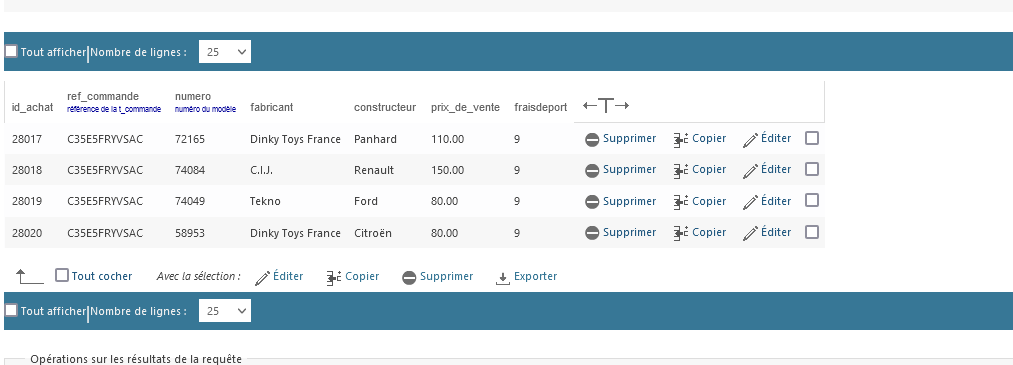 Tout afficher Nombre de lignes : 25
id_achat ref_commande référence de la t_commande numero numéro du modèle fabricant constructeur prix_de_vente fraisdeport
28017 C35E5FRYVSAC 72165 Dinky Toys France Panhard 110.00 9 Supprimer Copier Éditer
28018 C35E5FRYVSAC 74084 C.I.J. Renault 150.00 9 Supprimer Copier Éditer
28019 C35E5FRYVSAC 74049 Tekno Ford 80.00 9 Supprimer Copier Éditer
28020 C35E5FRYVSAC 58953 Dinky Toys France Citroën 80.00 9 Supprimer Copier Éditer
Tout cocher Avec la sélection : Éditer Copier Supprimer Exporter
Tout afficher Nombre de lignes : 25
Opérations sur les résultats de la requête